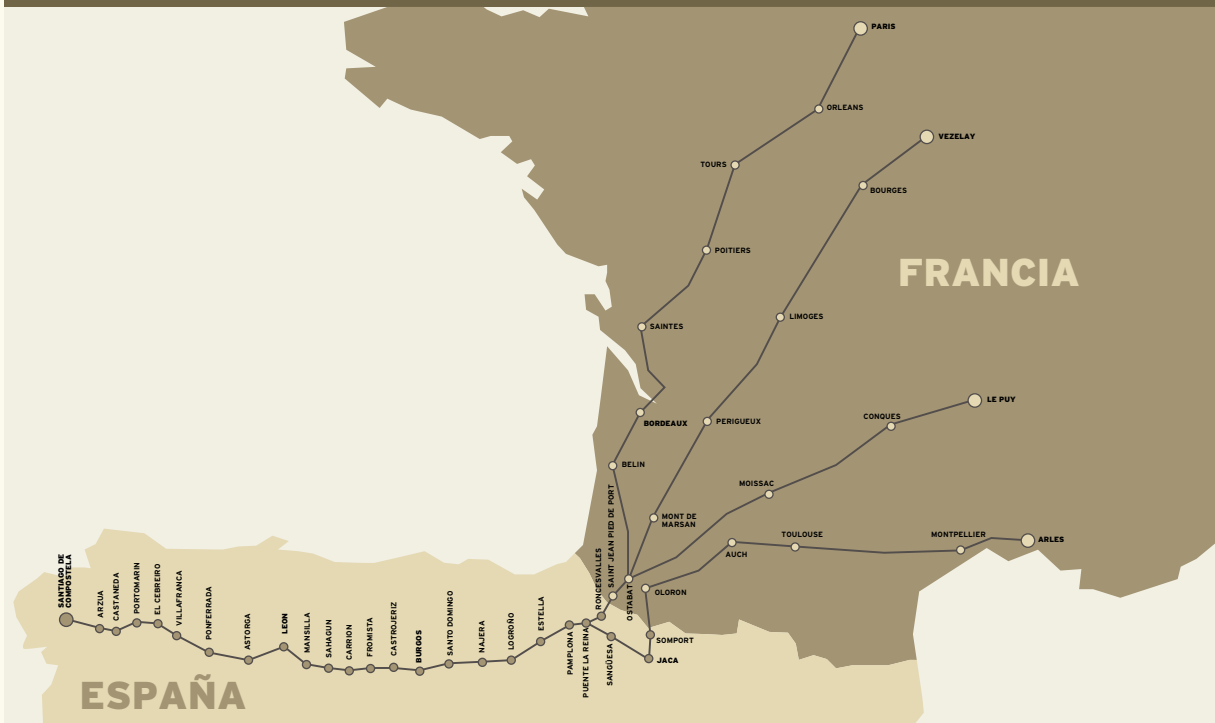 PARIS
ORLEANS
VEZELAY
TOURS
BOURGES
POITIERS
FRANCIA
LIMOGES
SAINTES
LE PUY
CONQUES
PERIGUEUX
BORDEAUX
BELIN
MOISSAC
MONT DE
MARSAN
TOULOUSE
MONTPELLIER
ARLES
AUCH
OLORON
SOMPORT
JACA
SANTIAGO DE
COMPOSTELA
ARZUA
CASTANEDA
PORTOMARIN
EL CEBREIRO
VILLAFRANCA
PONFERRADA
ASTORGA
LEON
MANSILLA
SAHAGUN
CARRION
FROMISTA
CASTROJERIZ
BURGOS
SANTO DOMINGO
NAJERA
LOGROÑO
ESTELLA
PAMPLONA
PUENTE LA REINA
RONCESVALLES
SANGÜESA
SAINT JEAN PIED DE PORT
OSTABAT
ESPAÑA